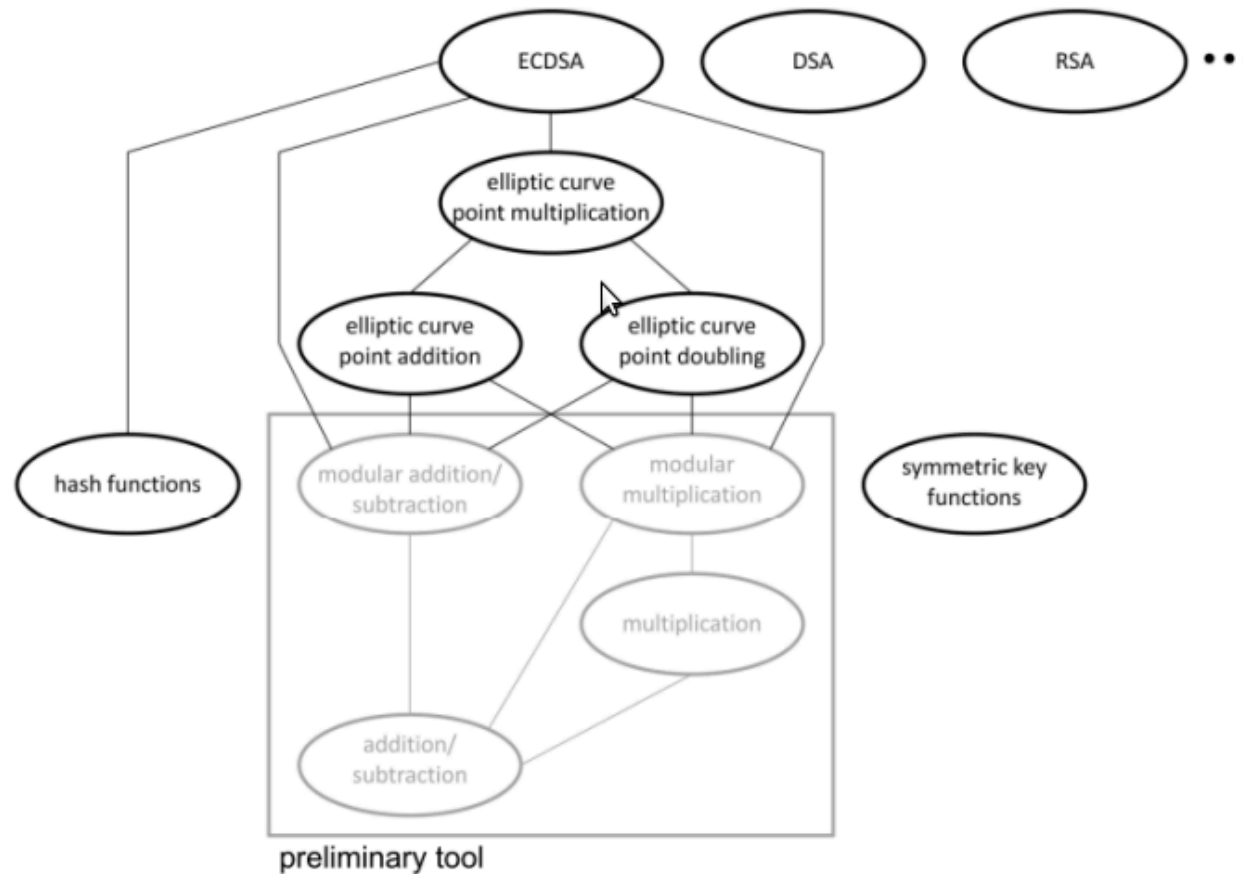 ECDSA
DSA
RSA
elliptic curve
point multiplication
elliptic curve
point addition
elliptic curve
point doubling
hash functions
modular addition/
subtraction
modular
multiplication
symmetric key
functions
multiplication
addition/
subtraction
preliminary tool